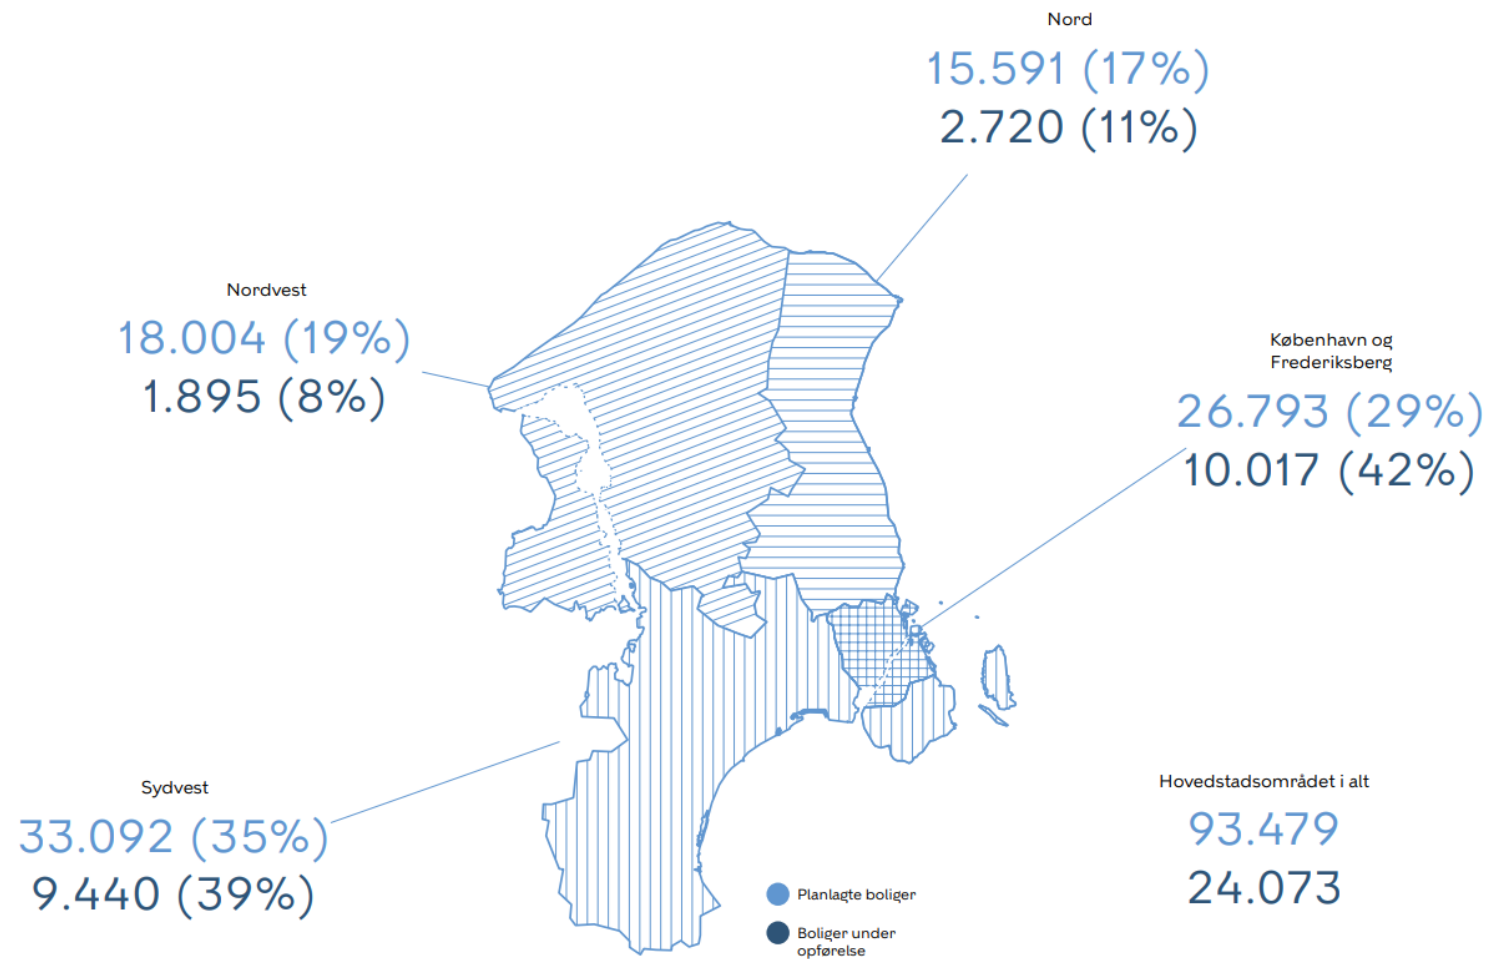 Nord
15.591 (17%)
2.720 (11%)
Nordvest
18.004 (19%)
1.895 (8%)
København og
Frederiksberg
26.793 (29%)
10.017 (42%)
Sydvest
33.092 (35%)
9.440 (39%)
Hovedstadsområdet i alt
93.479
24.073
Planlagte boliger
Boliger under
opførelse